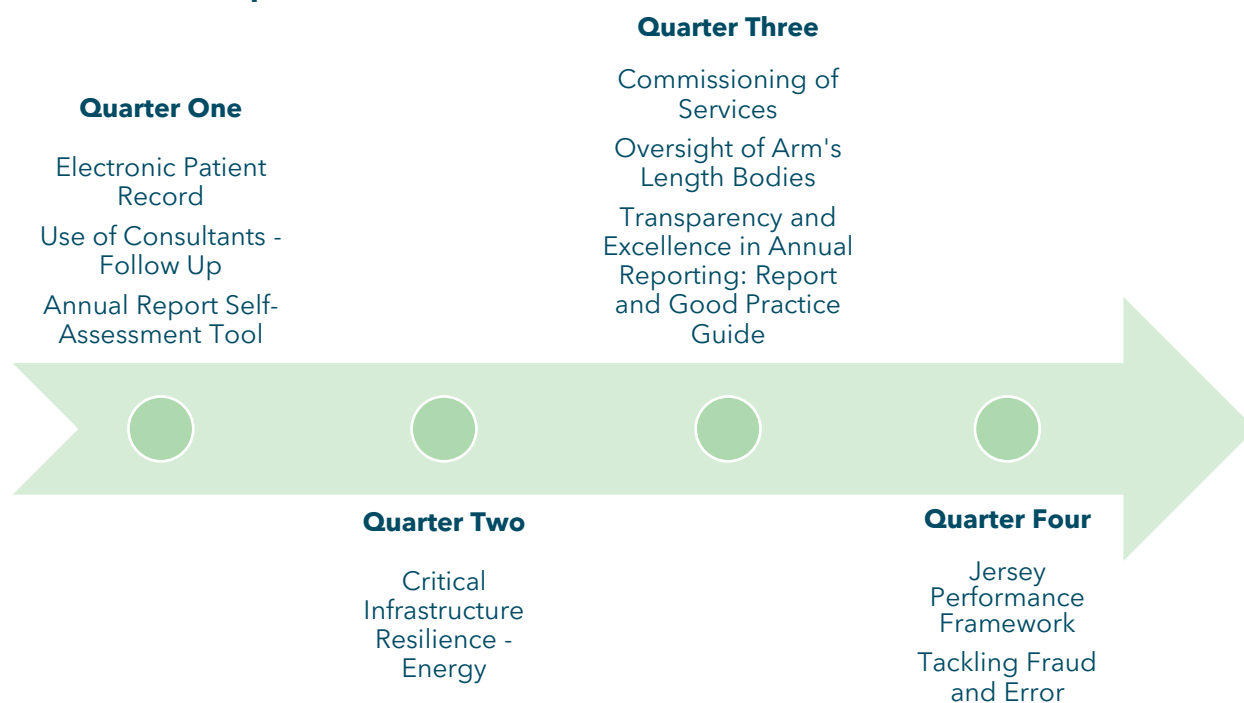 Quarter One
Electronic Patient
Record
Use of Consultants -
Follow Up
Annual Report Self-
Assessment Tool
Quarter Two
Critical
Infrastructure
Resilience -
Energy
Quarter Three
Commissioning of
Services
Oversight of Arm's
Length Bodies
Transparency and
Excellence in Annual
Reporting: Report
and Good Practice
Guide
Quarter Four
Jersey
Performance
Framework
Tackling Fraud
and Error